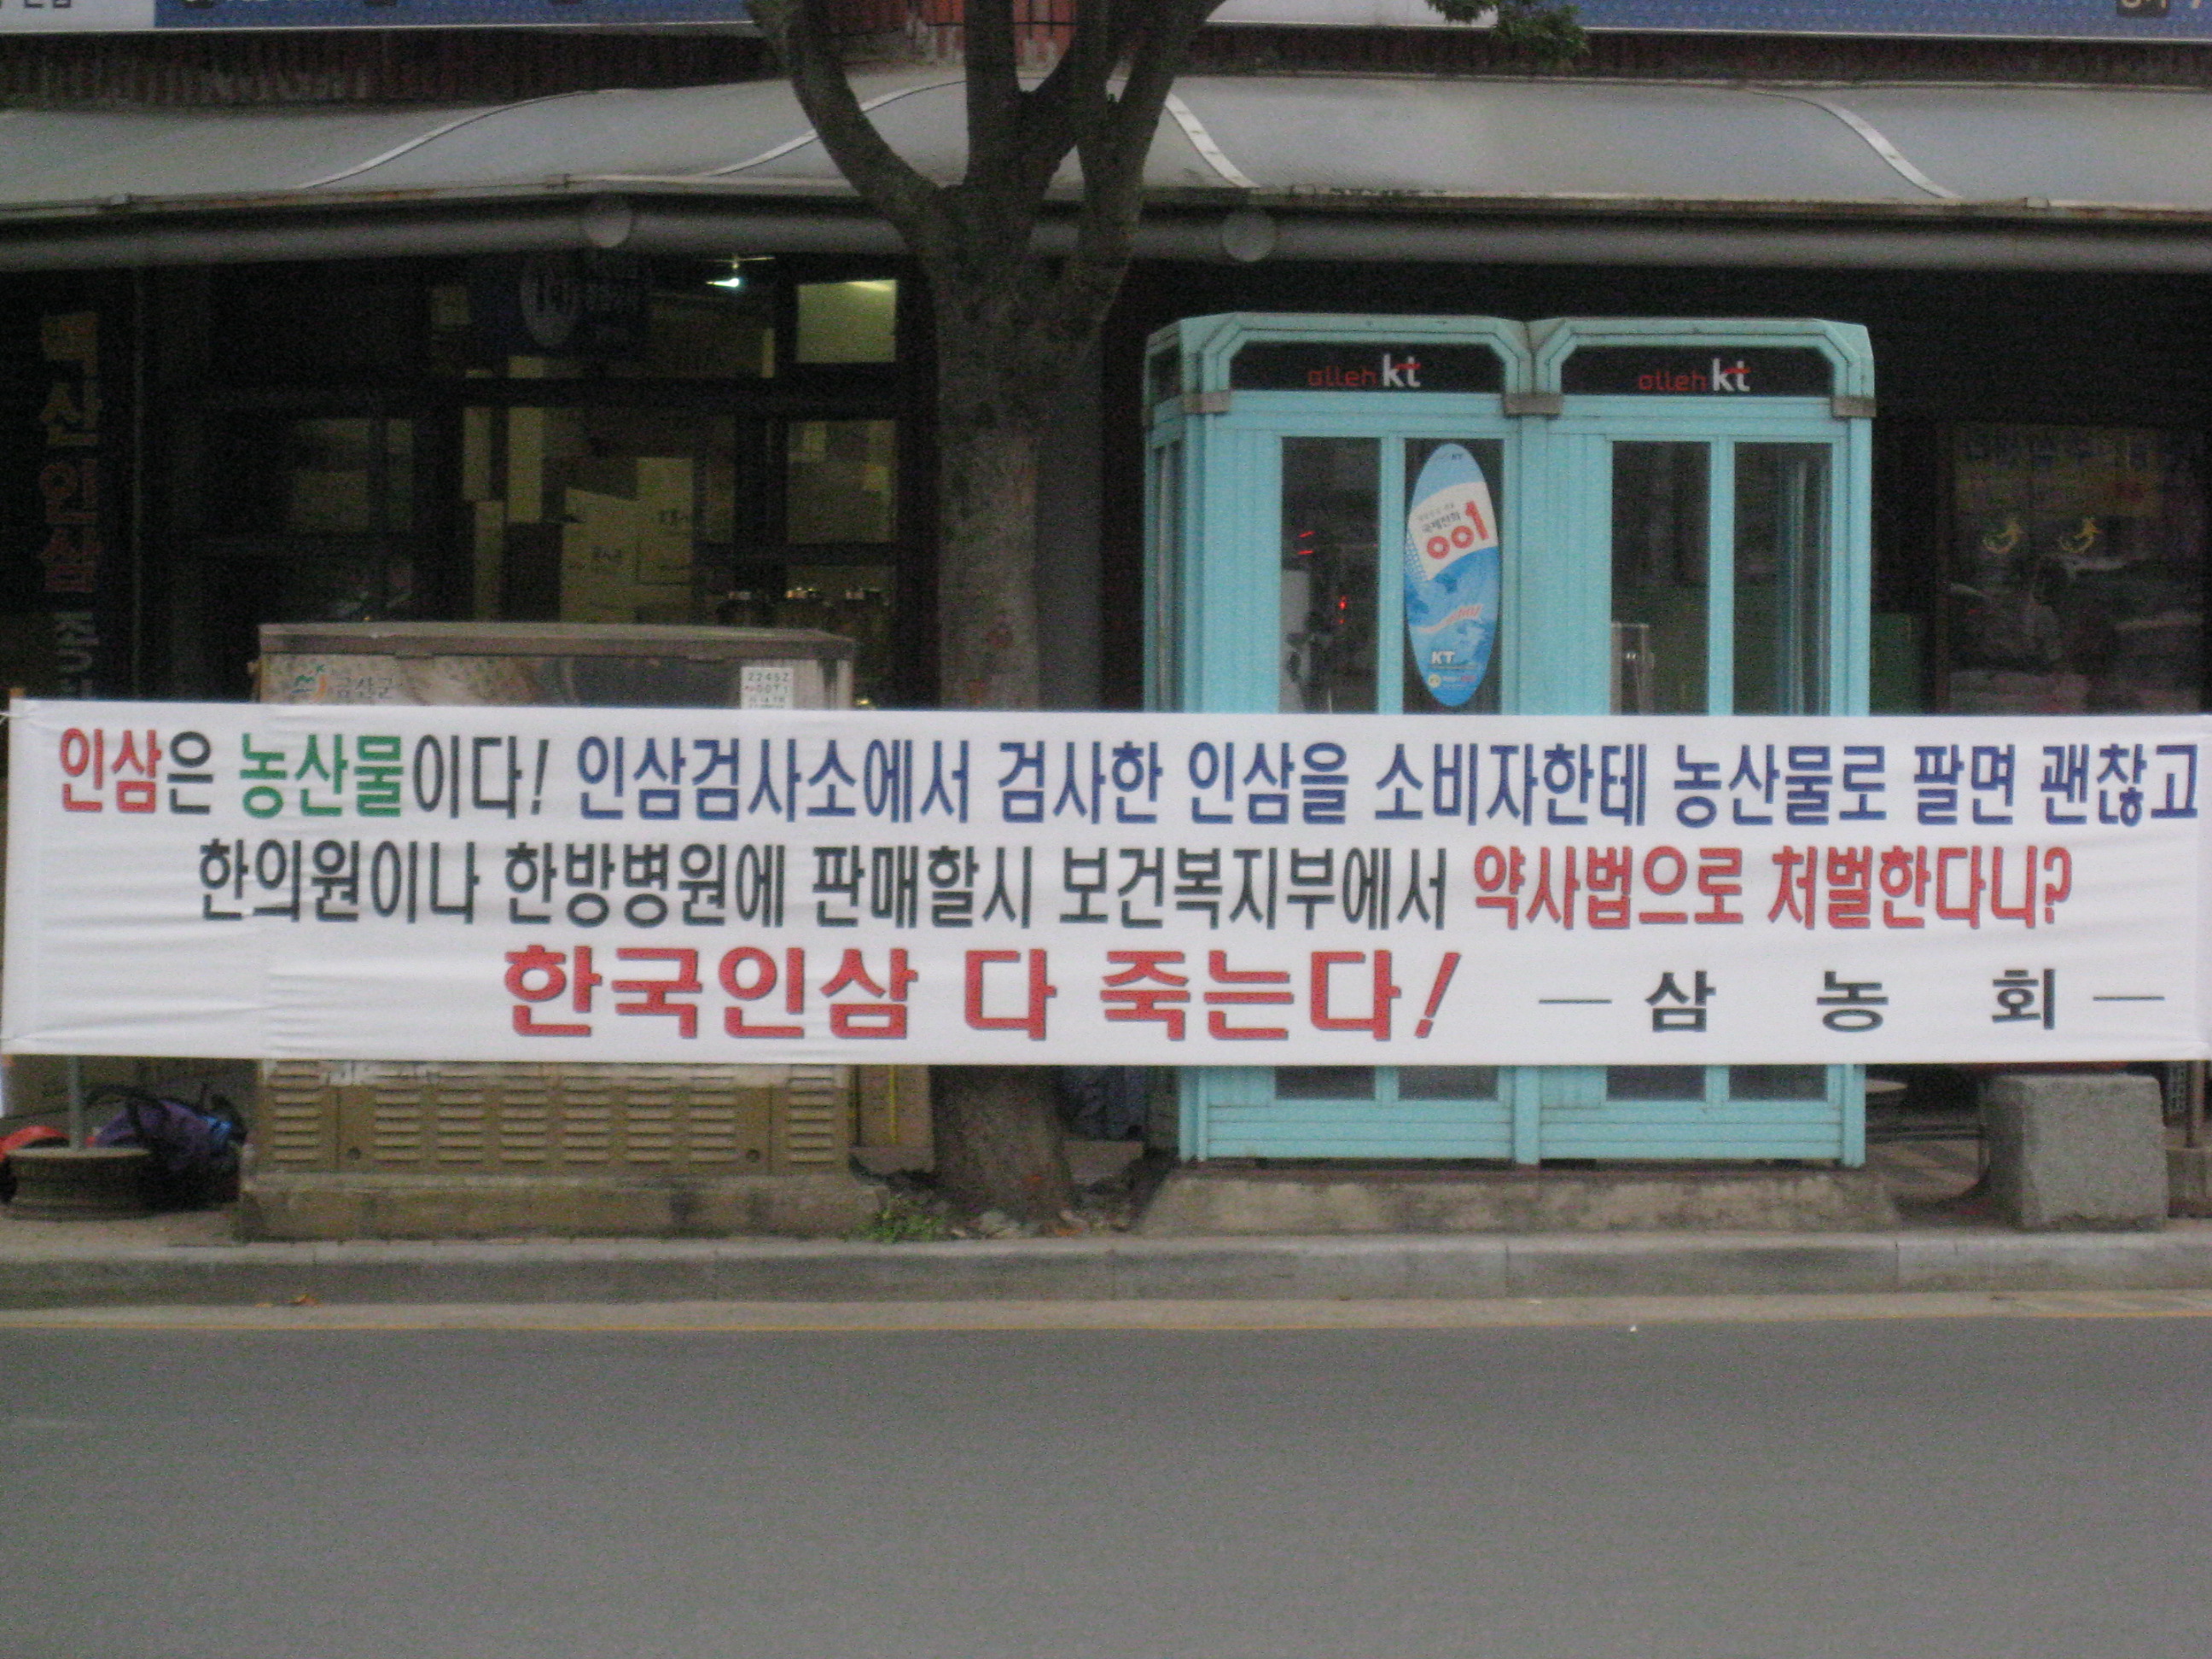 olleh kt
olleh kt
국제전화
001
KT
금산군
인삼은 농산물이다! 인삼검사소에서 검사한 인삼을 소비자한테 농산물로 팔면 괜찮고
한의원이나 한방병원에 판매할시 보건복지부에서 약사법으로 처벌한다니?
한국인삼 다 죽는다! — 삼 농 회 —